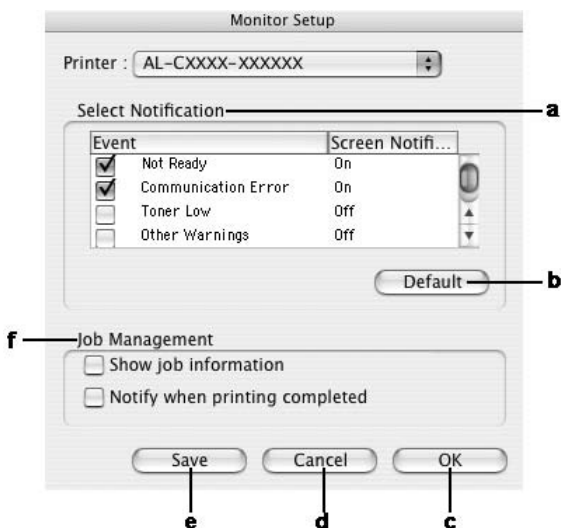 Monitor Setup
Printer : AL-CXXXX-XXXXXX
Select Notification a
Event Screen Notifi...
Not Ready On
Communication Error On
Toner Low Off
Other Warnings Off
Default b
f Job Management
Show job information
Notify when printing completed
Save Cancel OK
e d c